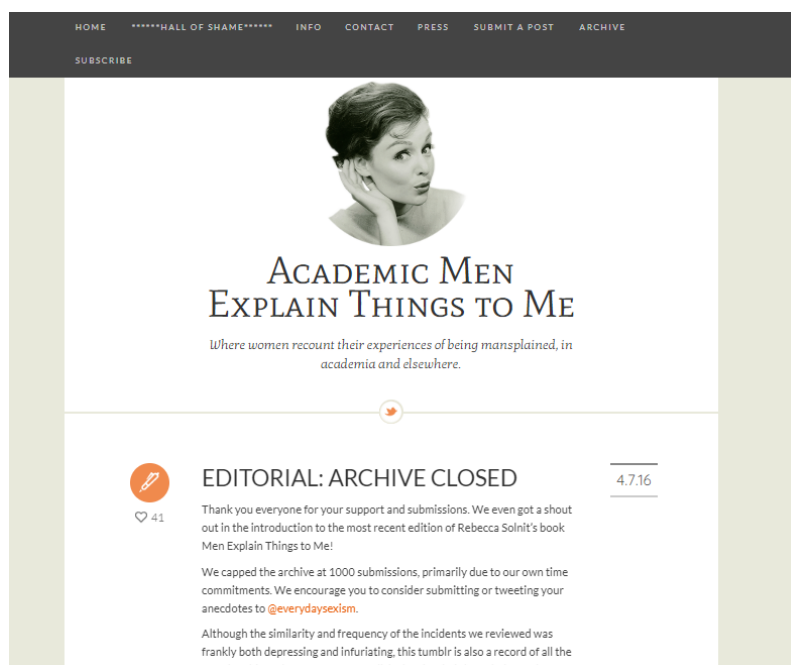 HOME ******HALL OF SHAME****** INFO CONTACT PRESS SUBMIT A POST ARCHIVE
SUBSCRIBE
Academic Men
Explain Things to Me
Where women recount their experiences of being mansplained, in
academia and elsewhere.
EDITORIAL: ARCHIVE CLOSED
4.7.16
41
Thank you everyone for your support and submissions. We even got a shout
out in the introduction to the most recent edition of Rebecca Solnit's book
Men Explain Things to Me!
We capped the archive at 1000 submissions, primarily due to our own time
commitments. We encourage you to consider submitting or tweeting your
anecdotes to @everydaysexism.
Although the similarity and frequency of the incidents we reviewed was
frankly both depressing and infuriating, this tumblr is also a record of all the